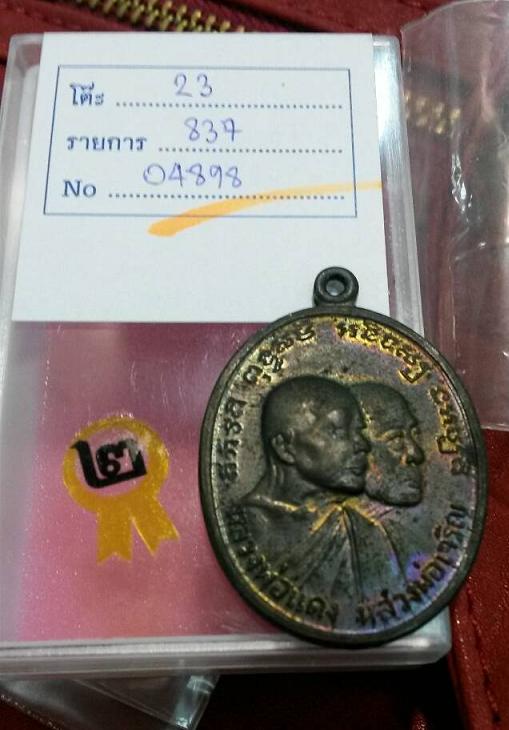 โต๊ะ 23
รายการ 837
No 04898
๒
หลวงพ่อแดง หลวงพ่อเจริญ